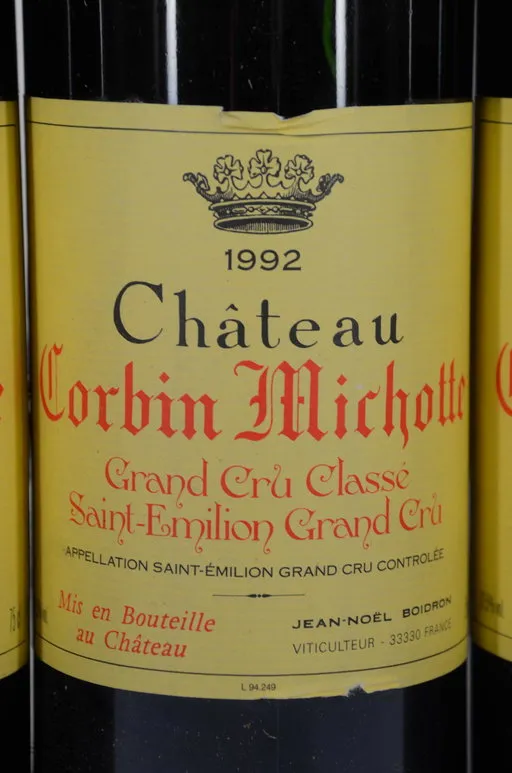 1992
Château
Corbin Michotte
Grand Cru Classé
Saint-Emilion Grand Cru
APPELLATION SAINT-ÉMILION GRAND CRU CONTROLÉE
Mis en Bouteille
au Château
JEAN-NOËL BOIDRON
VITICULTEUR - 33330 FRANCE
L 94.249